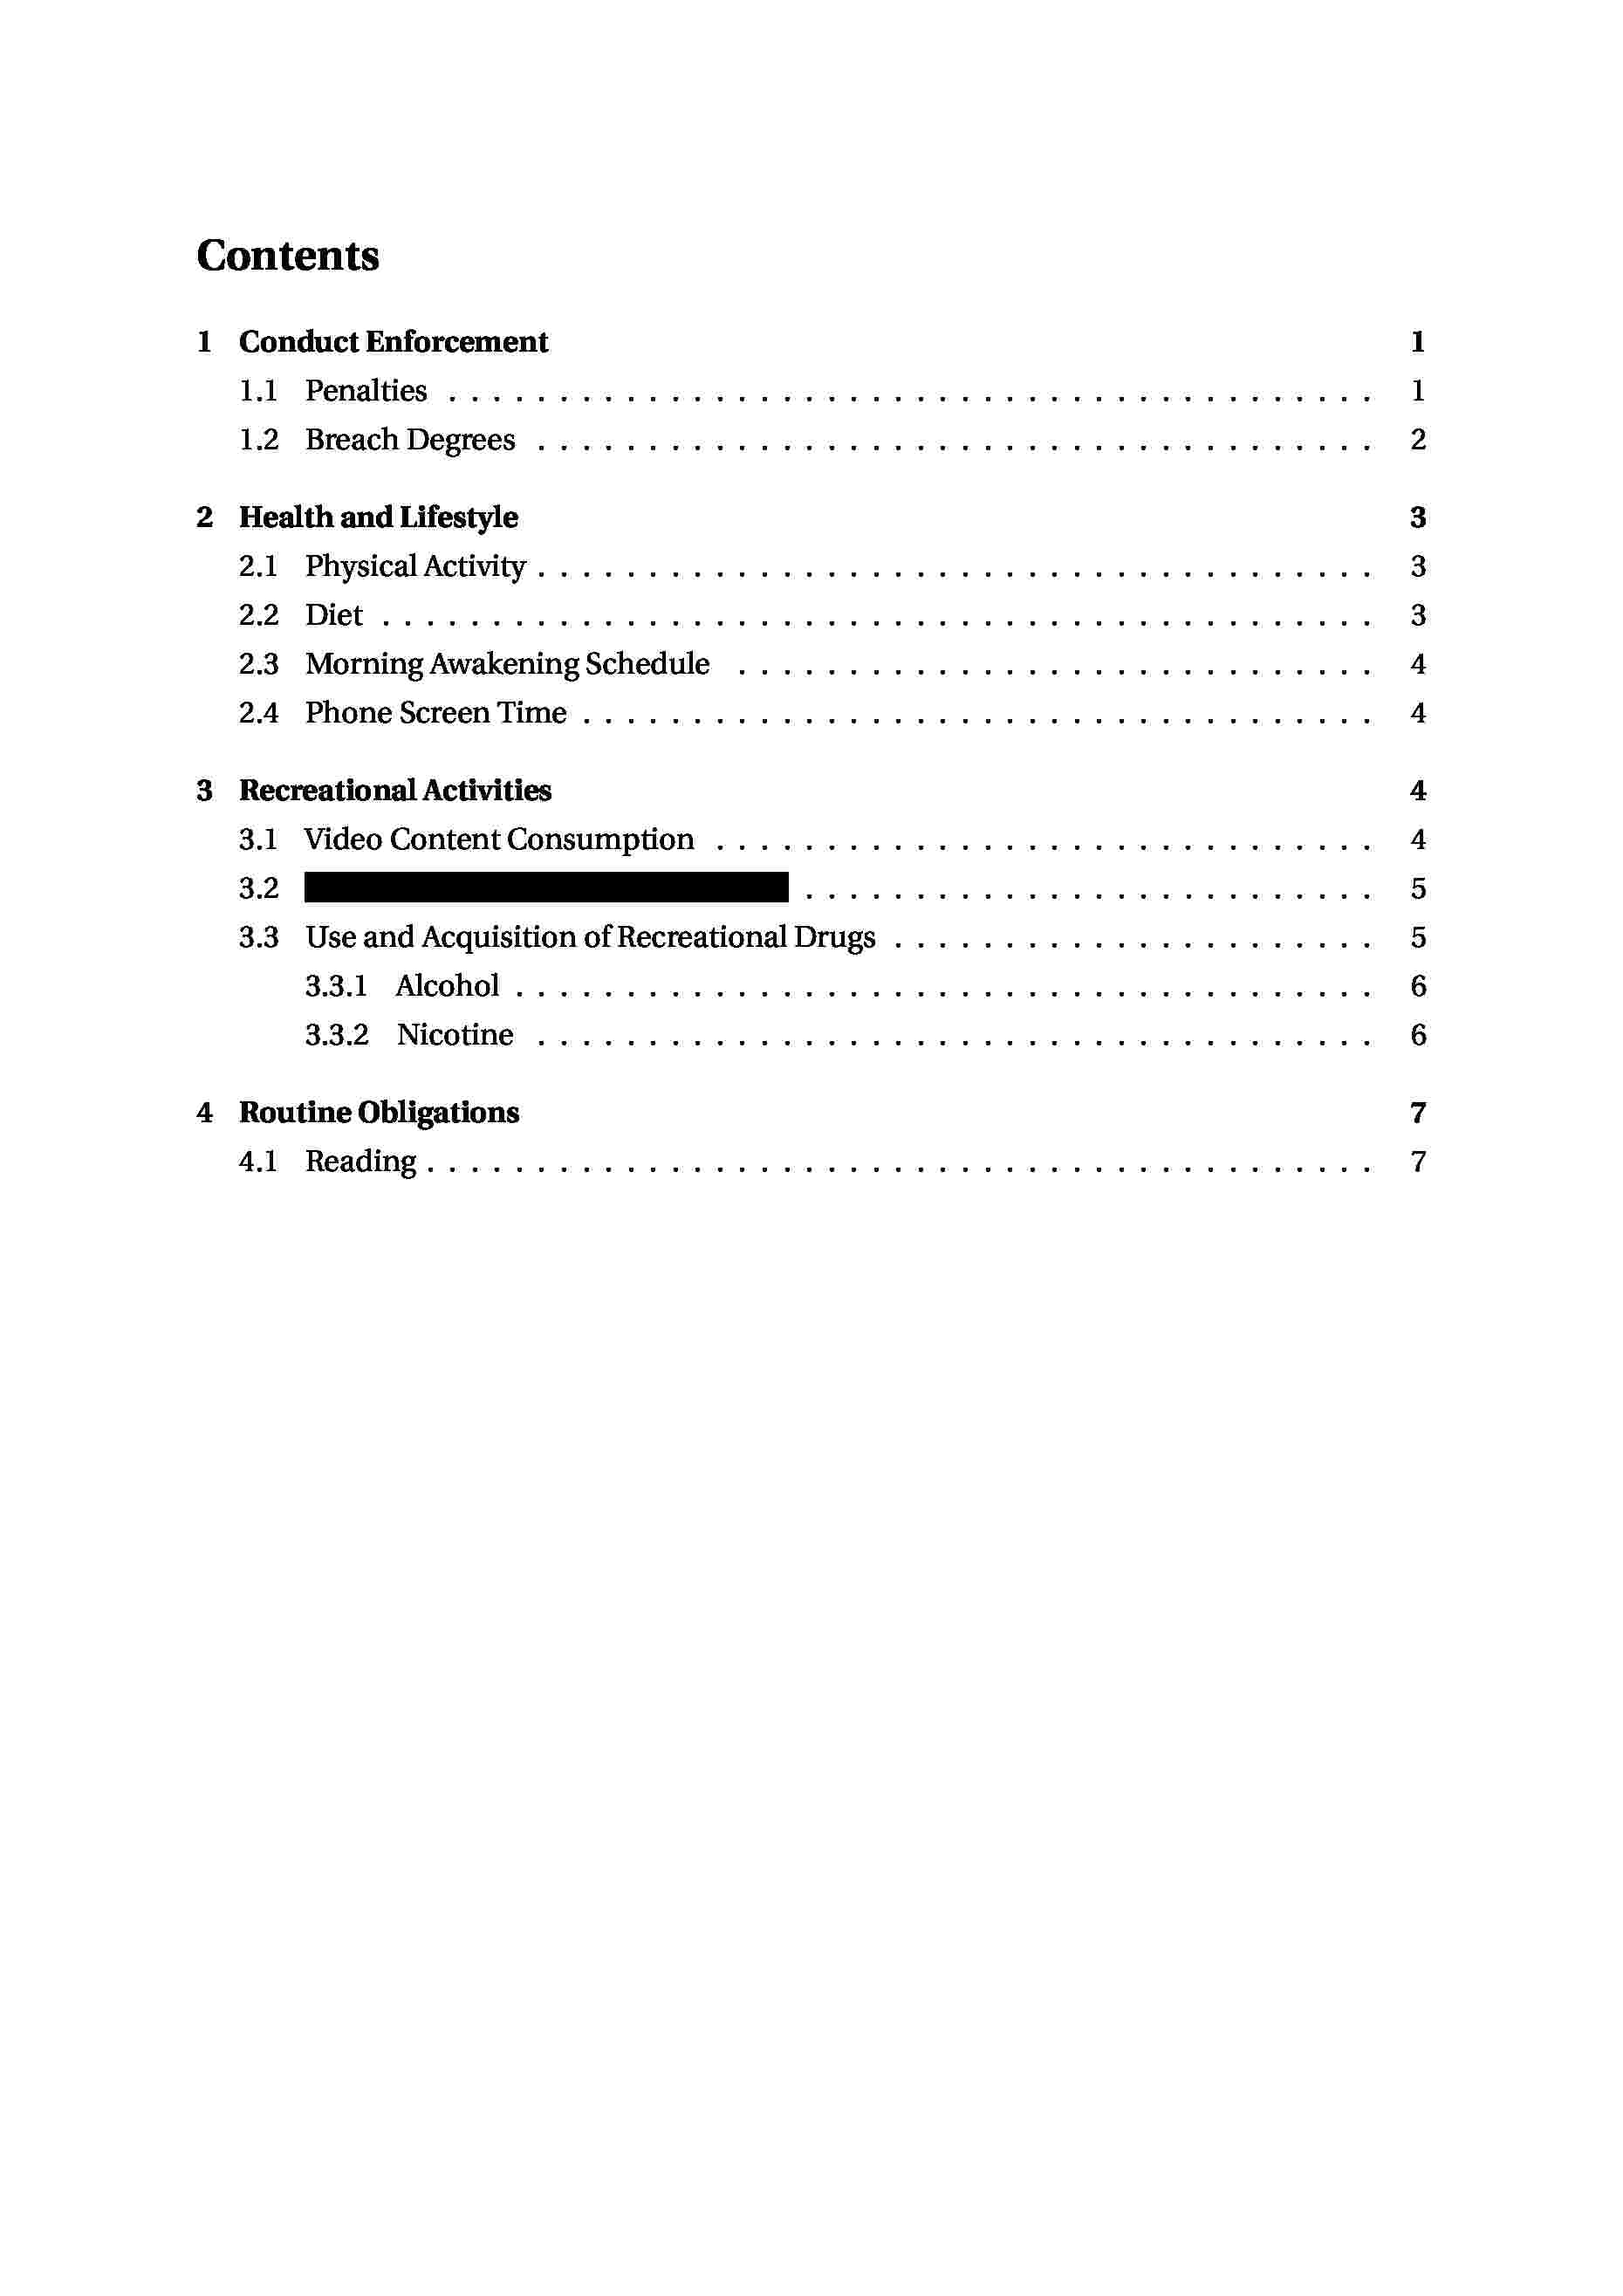 Contents
1 Conduct Enforcement 1
1.1 Penalties . . . . . . . . . . . . . . . . . . . . . . . . . . . . . . . . . . . . . . . . . . 1
1.2 Breach Degrees . . . . . . . . . . . . . . . . . . . . . . . . . . . . . . . . . . . . . . 2
2 Health and Lifestyle 3
2.1 Physical Activity . . . . . . . . . . . . . . . . . . . . . . . . . . . . . . . . . . . . . . 3
2.2 Diet . . . . . . . . . . . . . . . . . . . . . . . . . . . . . . . . . . . . . . . . . . . . . 3
2.3 Morning Awakening Schedule . . . . . . . . . . . . . . . . . . . . . . . . . . . . . 4
2.4 Phone Screen Time . . . . . . . . . . . . . . . . . . . . . . . . . . . . . . . . . . . . 4
3 Recreational Activities 4
3.1 Video Content Consumption . . . . . . . . . . . . . . . . . . . . . . . . . . . . . . 4
3.2 . . . . . . . . . . . . . . . . . . . . . . . . . . 5
3.3 Use and Acquisition of Recreational Drugs . . . . . . . . . . . . . . . . . . . . . . 5
3.3.1 Alcohol . . . . . . . . . . . . . . . . . . . . . . . . . . . . . . . . . . . . . . . 6
3.3.2 Nicotine . . . . . . . . . . . . . . . . . . . . . . . . . . . . . . . . . . . . . . 6
4 Routine Obligations 7
4.1 Reading . . . . . . . . . . . . . . . . . . . . . . . . . . . . . . . . . . . . . . . . . . . 7